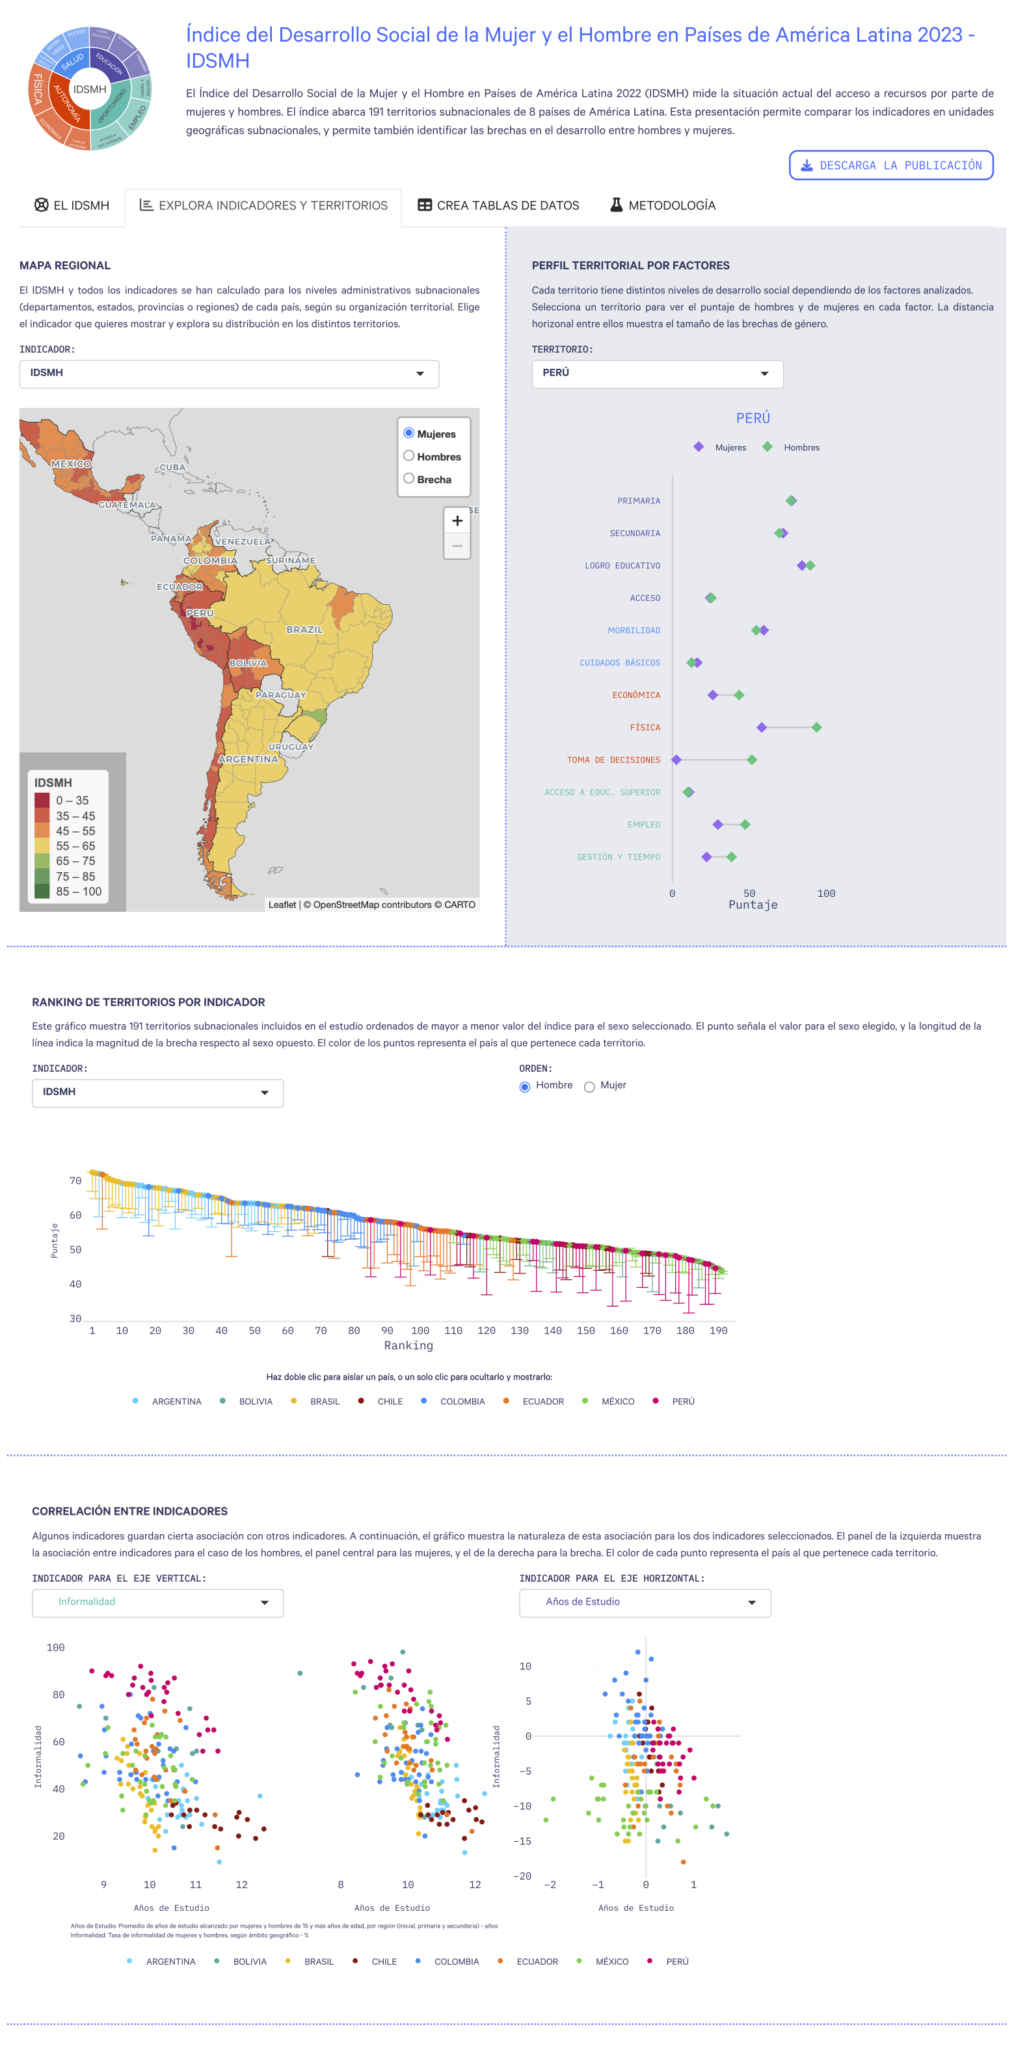 Índice del Desarrollo Social de la Mujer y el Hombre en Países de América Latina 2023 -
IDSMH
El Índice del Desarrollo Social de la Mujer y el Hombre en Países de América Latina 2022 (IDSMH) mide la situación actual del acceso a recursos por parte de
mujeres y hombres. El índice abarca 191 territorios subnacionales de 8 países de América Latina. Esta presentación permite comparar los indicadores en unidades
geográficas subnacionales, y permite también identificar las brechas en el desarrollo entre hombres y mujeres.
IDSMH
SALUD
EDUCACIÓN
AUTONOMÍA
OPORTUNIDAD
FÍSICA
ECONÓMICA
EMPLEO
ACCESO
DESCARGA LA PUBLICACIÓN
EL IDSMH
EXPLORA INDICADORES Y TERRITORIOS
CREA TABLAS DE DATOS
METODOLOGÍA
MAPA REGIONAL
El IDSMH y todos los indicadores se han calculado para los niveles administrativos subnacionales
(departamentos, estados, provincias o regiones) de cada país, según su organización territorial. Elige
el indicador que quieres mostrar y explora su distribución en los distintos territorios.
INDICADOR:
IDSMH
Mujeres
Hombres
Brecha
+
−
SE
MEXICO
CUBA
GUATEMALA
PANAMA
VENEZUELA
COLOMBIA
SURINAME
ECUADOR
PERU
BRAZIL
BOLIVIA
PARAGUAY
URUGUAY
ARGENTINA
IDSMH
0 – 35
35 – 45
45 – 55
55 – 65
65 – 75
75 – 85
85 – 100
Leaflet | © OpenStreetMap contributors © CARTO
PERFIL TERRITORIAL POR FACTORES
Cada territorio tiene distintos niveles de desarrollo social dependiendo de los factores analizados.
Selecciona un territorio para ver el puntaje de hombres y de mujeres en cada factor. La distancia
horizonal entre ellos muestra el tamaño de las brechas de género.
TERRITORIO:
PERÚ
PERÚ
Mujeres Hombres
PRIMARIA
SECUNDARIA
LOGRO EDUCATIVO
ACCESO
MORBILIDAD
CUIDADOS BÁSICOS
ECONÓMICA
FÍSICA
TOMA DE DECISIONES
ACCESO A EDUC. SUPERIOR
EMPLEO
GESTIÓN Y TIEMPO
0 50 100
Puntaje
RANKING DE TERRITORIOS POR INDICADOR
Este gráfico muestra 191 territorios subnacionales incluidos en el estudio ordenados de mayor a menor valor del índice para el sexo seleccionado. El punto señala el valor para el sexo elegido, y la longitud de la
línea indica la magnitud de la brecha respecto al sexo opuesto. El color de los puntos representa el país al que pertenece cada territorio.
INDICADOR:
IDSMH
ORDEN:
Hombre Mujer
Puntaje
70
60
50
40
30
1 10 20 30 40 50 60 70 80 90 100 110 120 130 140 150 160 170 180 190
Ranking
Haz doble clic para aislar un país, o un solo clic para ocultarlo y mostrarlo:
ARGENTINA BOLIVIA BRASIL CHILE COLOMBIA ECUADOR MÉXICO PERÚ
CORRELACIÓN ENTRE INDICADORES
Algunos indicadores guardan cierta asociación con otros indicadores. A continuación, el gráfico muestra la naturaleza de esta asociación para los dos indicadores seleccionados. El panel de la izquierda muestra
la asociación entre indicadores para el caso de los hombres, el panel central para las mujeres, y el de la derecha para la brecha. El color de cada punto representa el país al que pertenece cada territorio.
INDICADOR PARA EL EJE VERTICAL:
Informalidad
INDICADOR PARA EL EJE HORIZONTAL:
Años de Estudio
Informalidad
100
80
60
40
20
9 10 11 12
Años de Estudio
8 10 12
Años de Estudio
Informalidad
10
5
0
−5
−10
−15
−20
−2 −1 0 1
Años de Estudio
Años de Estudio: Promedio de años de estudio alcanzado por mujeres y hombres de 15 y más años de edad, por región (inicial, primaria y secundaria) - años
Informalidad: Tasa de informalidad de mujeres y hombres, según ámbito geográfico - %
ARGENTINA BOLIVIA BRASIL CHILE COLOMBIA ECUADOR MÉXICO PERÚ